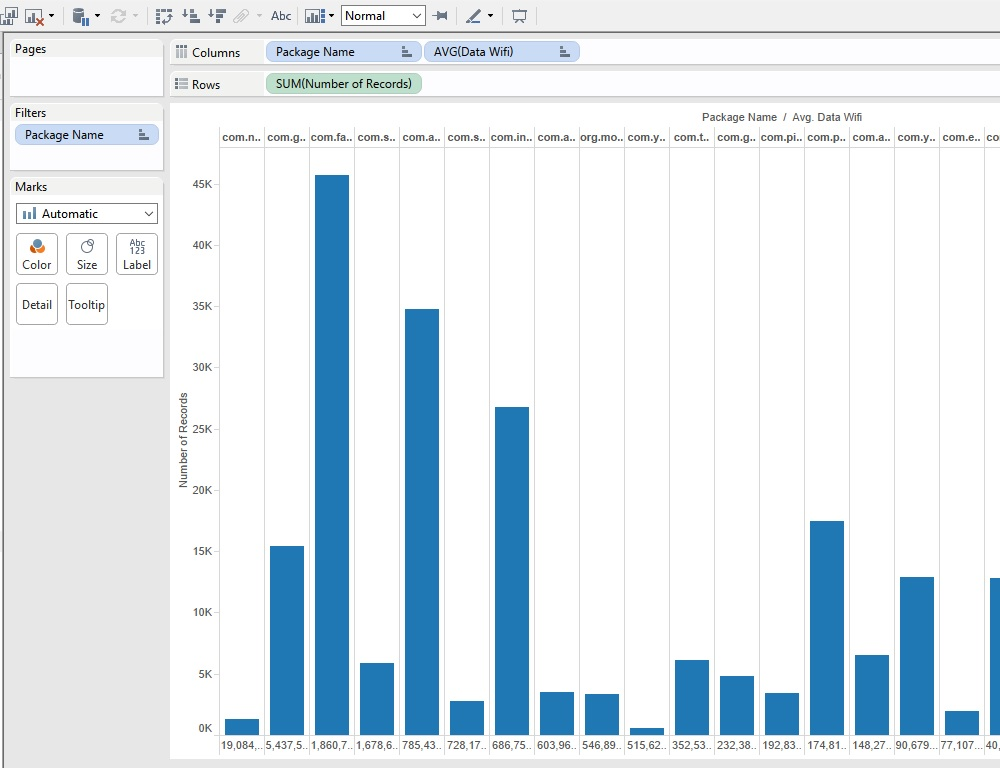 Abc Normal
Pages
Columns Package Name AVG(Data Wifi)
Rows SUM(Number of Records)
Filters
Package Name
Marks
Automatic
Color Size Abc 123 Label
Detail Tooltip
Package Name / Avg. Data Wifi
com.n.. com.g.. com.fa.. com.s.. com.a.. com.s.. com.in.. com.a.. org.mo.. com.y.. com.t.. com.g.. com.pi.. com.p.. com.a.. com.y.. com.e.. co
45K
40K
35K
30K
25K
20K
15K
10K
5K
0K
Number of Records
19,084,.. 5,437,5.. 1,860,7.. 1,678,6.. 785,43.. 728,17.. 686,75.. 603,96.. 546,89.. 515,62.. 352,53.. 232,38.. 192,83.. 174,81.. 148,27.. 90,679... 77,107... 40,